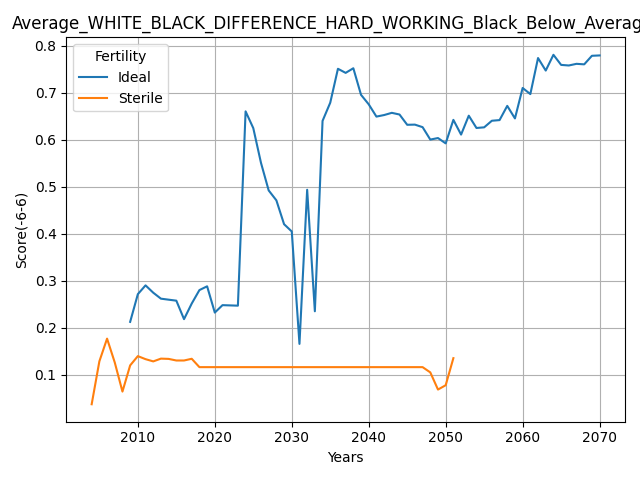 Average_WHITE_BLACK_DIFFERENCE_HARD_WORKING_Black_Below_Averag
Fertility
Ideal
Sterile
Score(-6-6)
0.8
0.7
0.6
0.5
0.4
0.3
0.2
0.1
2010 2020 2030 2040 2050 2060 2070
Years